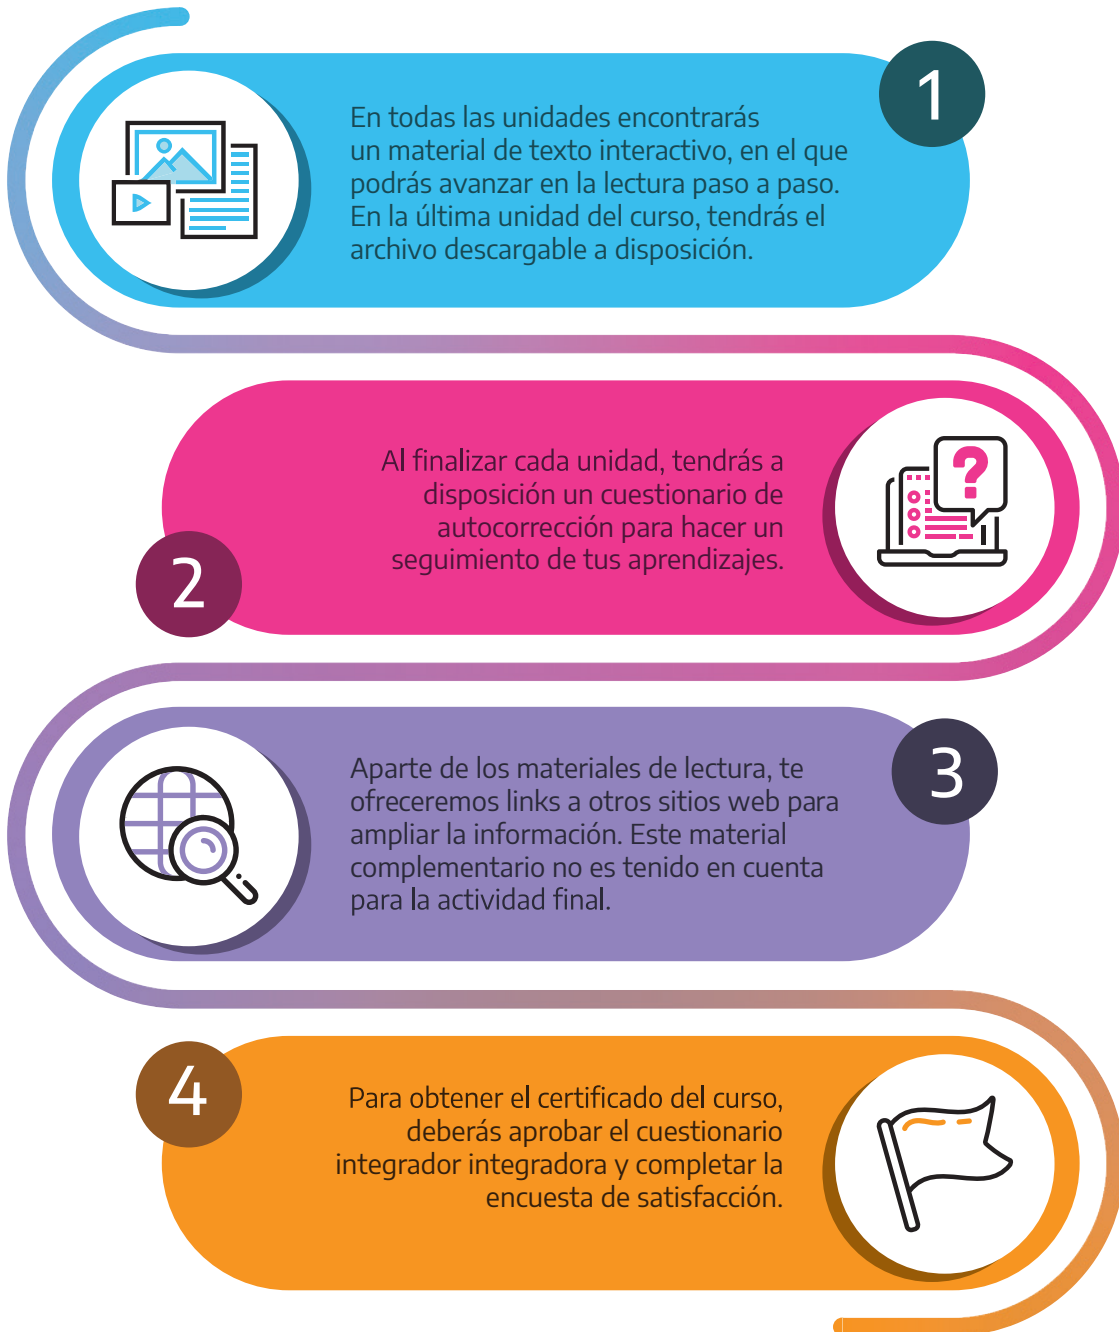 1
En todas las unidades encontrarás
un material de texto interactivo, en el que
podrás avanzar en la lectura paso a paso.
En la última unidad del curso, tendrás el
archivo descargable a disposición.
Al finalizar cada unidad, tendrás a
disposición un cuestionario de
autocorrección para hacer un
seguimiento de tus aprendizajes.
2
3
Aparte de los materiales de lectura, te
ofreceremos links a otros sitios web para
ampliar la información. Este material
complementario no es tenido en cuenta
para la actividad final.
4
Para obtener el certificado del curso,
deberás aprobar el cuestionario
integrador integradora y completar la
encuesta de satisfacción.